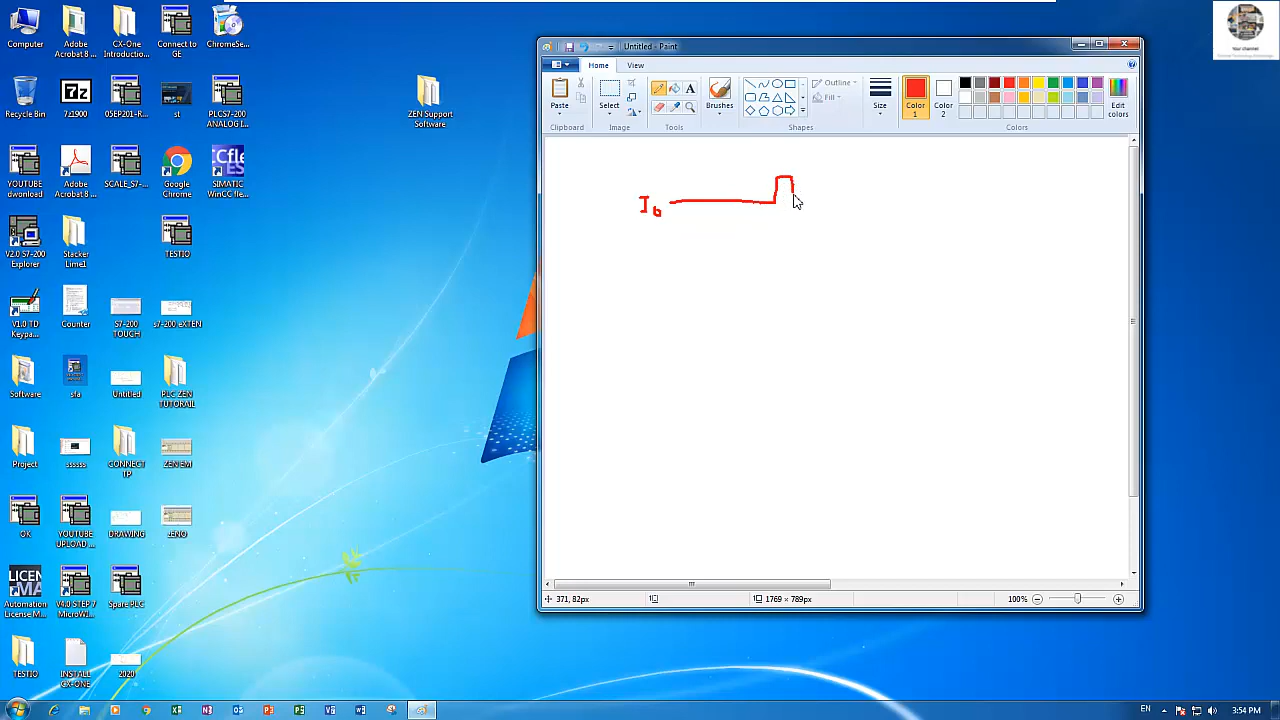 Computer
Adobe Acrobat 8 ...
CX-One Introductio...
Connect to GE
ChromeSe...
Your channel
Untitled - Paint
Home
View
Paste
Select
Brushes
Outline
Fill
Size
Color 1
Color 2
Edit colors
Clipboard
Image
Tools
Shapes
Colors
Recycle Bin
7z1900
05EP201-R...
st
PLCS7-200 ANALOG I...
ZEN Support Software
YOUTUBE dwonload
Adobe Acrobat 8...
SCALE_S7-...
Google Chrome
SIMATIC WinCC fle...
V2.0 S7-200 Explorer
Stacker Lime1
TESTIO
V1.0 TD Keypa...
Counter
S7-200 TOUCH
s7-200 eXTEN
Software
sfa
Untitled
PLC ZEN TUTORAIL
Project
ssssss
CONNECT TP
ZEN EM
OK
YOUTUBE UPLOAD ...
DRAWING
Automation License M...
V4.0 STEP 7 MicroWI...
Spare PLC
TESTIO
INSTALL CX-ONE
2020
371, 82px
1769 × 789px
100%
EN
3:54 PM